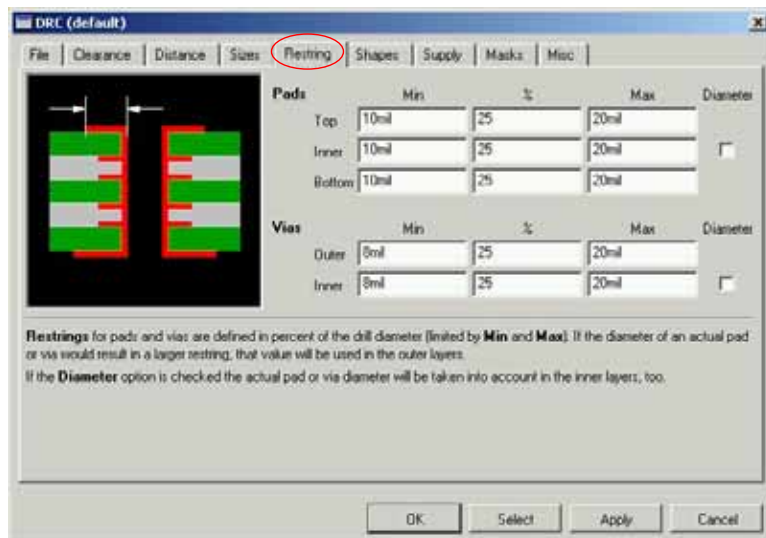 DRC (default)
File Clearance Distance Sizes Restring Shapes Supply Masks Misc
Pads Min % Max Diameter
Top 10mil 25 20mil
Inner 10mil 25 20mil
Bottom 10mil 25 20mil
Vias Min % Max Diameter
Outer 8mil 25 20mil
Inner 8mil 25 20mil
Restrings for pads and vias are defined in percent of the drill diameter (limited by Min and Max). If the diameter of an actual pad
or via would result in a larger restring, that value will be used in the outer layers.
If the Diameter option is checked the actual pad or via diameter will be taken into account in the inner layers, too.
OK Select Apply Cancel